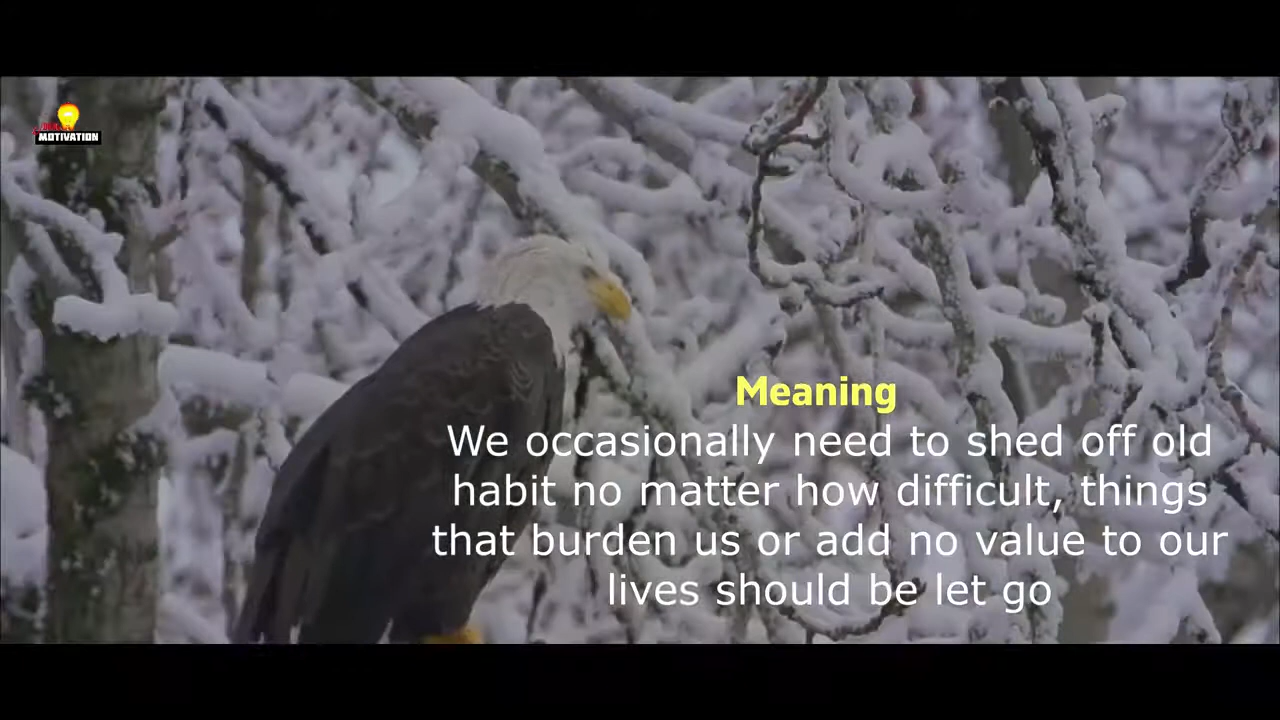 MOTIVATION
Meaning
We occasionally need to shed off old
habit no matter how difficult, things
that burden us or add no value to our
lives should be let go